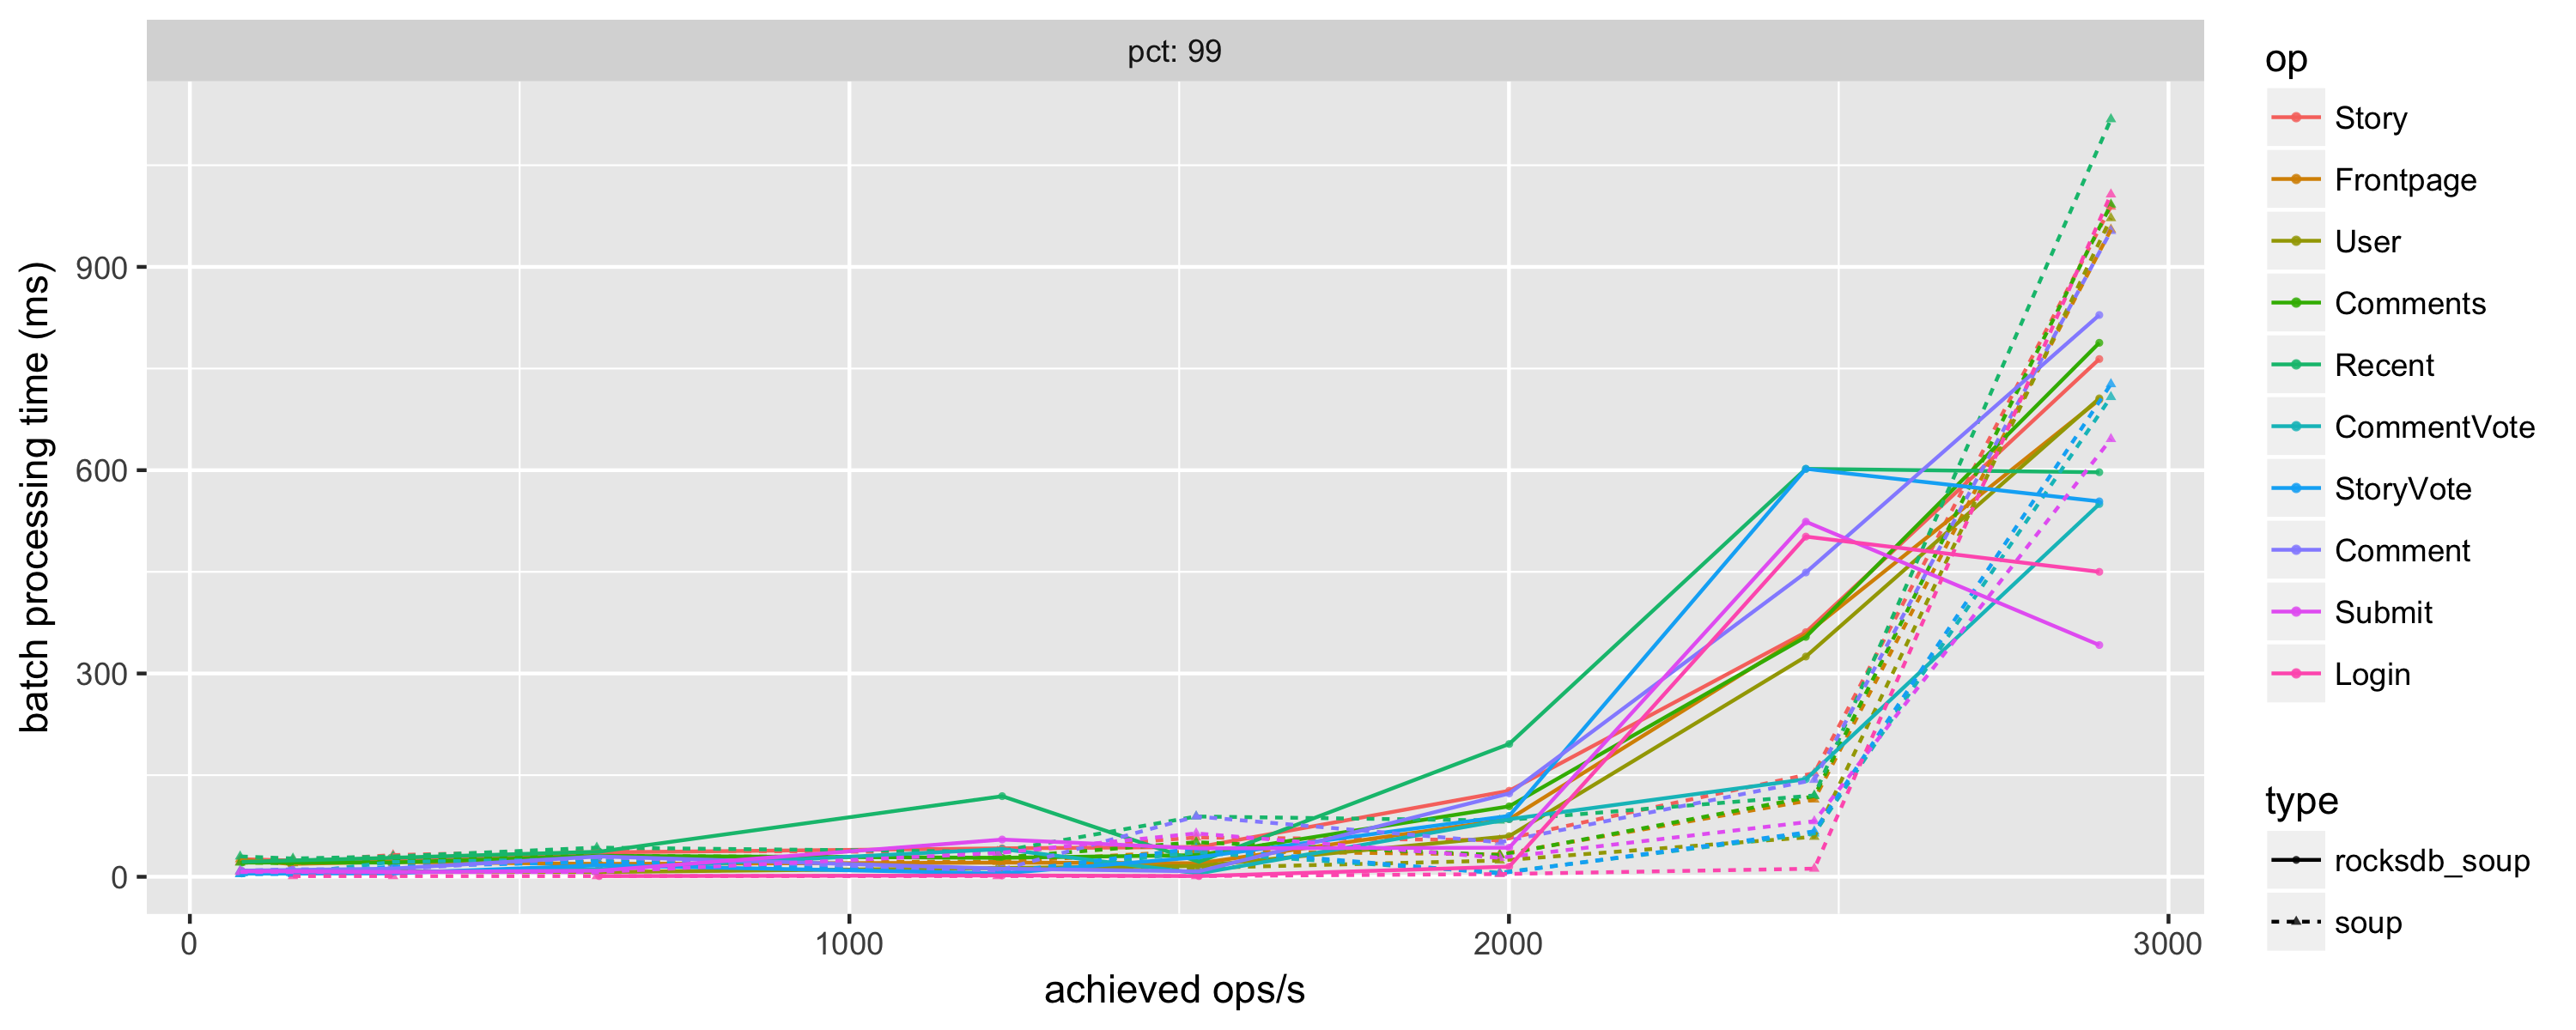 pct: 99
batch processing time (ms)
900
600
300
0
0
1000
2000
3000
achieved ops/s
op
Story
Frontpage
User
Comments
Recent
CommentVote
StoryVote
Comment
Submit
Login
type
rocksdb_soup
soup